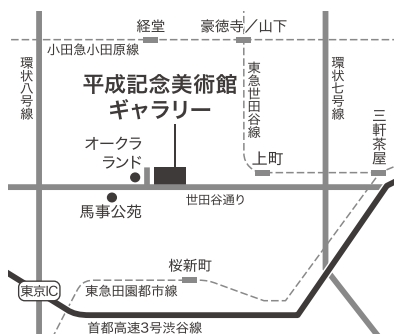 経堂
豪徳寺／山下
小田急小田原線
環状八号線
平成記念美術館
ギャラリー
東急世田谷線
環状七号線
三軒茶屋
オークラ
ランド
上町
馬事公苑
世田谷通り
桜新町
東京IC
東急田園都市線
首都高速3号渋谷線